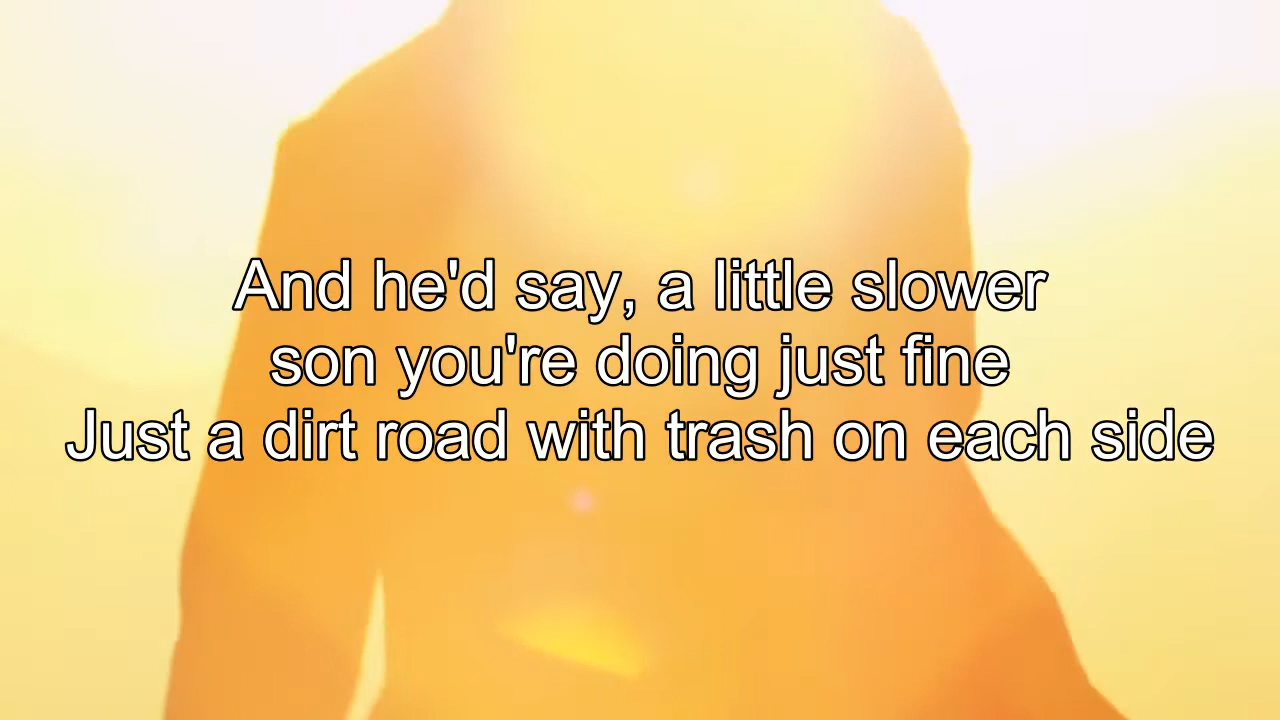 And he'd say, a little slower
son you're doing just fine
Just a dirt road with trash on each side